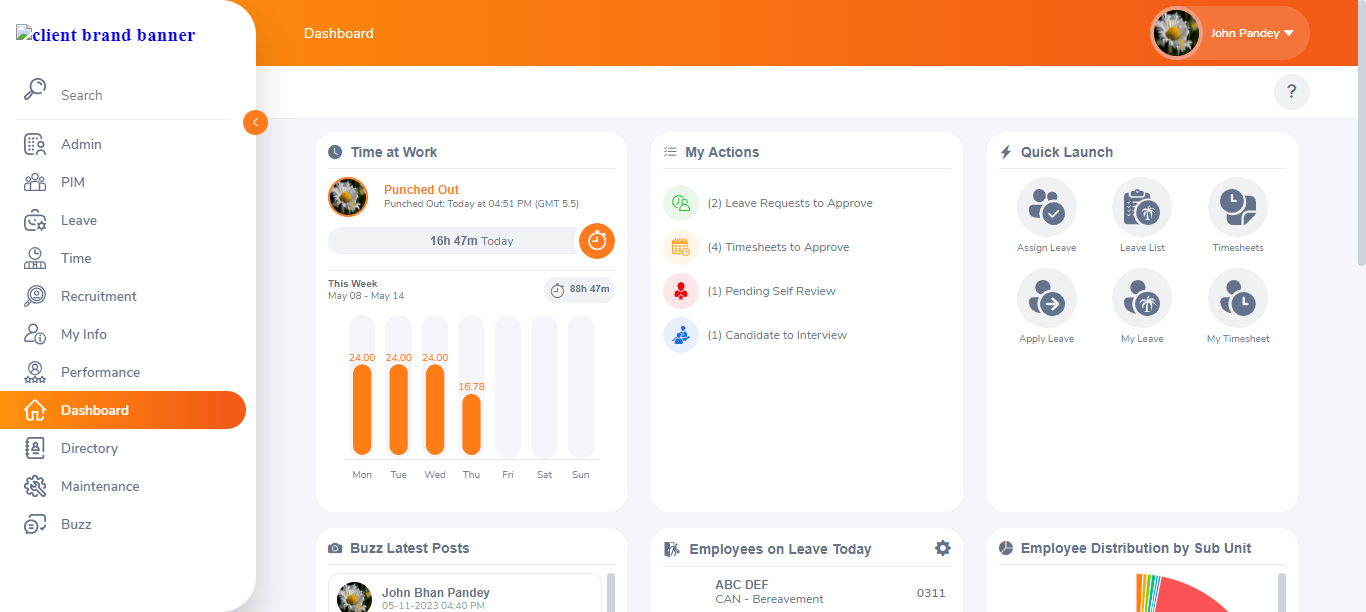 client brand banner
Dashboard
John Pandey
Search
?
Admin
PIM
Leave
Time
Recruitment
My Info
Performance
Dashboard
Directory
Maintenance
Buzz
Time at Work
Punched Out
Punched Out: Today at 04:51 PM (GMT 5.5)
16h 47m Today
This Week
May 08 - May 14
88h 47m
24.00 24.00 24.00
16.78
Mon Tue Wed Thu Fri Sat Sun
My Actions
(2) Leave Requests to Approve
(4) Timesheets to Approve
(1) Pending Self Review
(1) Candidate to Interview
Quick Launch
Assign Leave Leave List Timesheets
Apply Leave My Leave My Timesheet
Buzz Latest Posts
John Bhan Pandey
05-11-2023 04:40 PM
Employees on Leave Today
ABC DEF
CAN - Bereavement
0311
Employee Distribution by Sub Unit